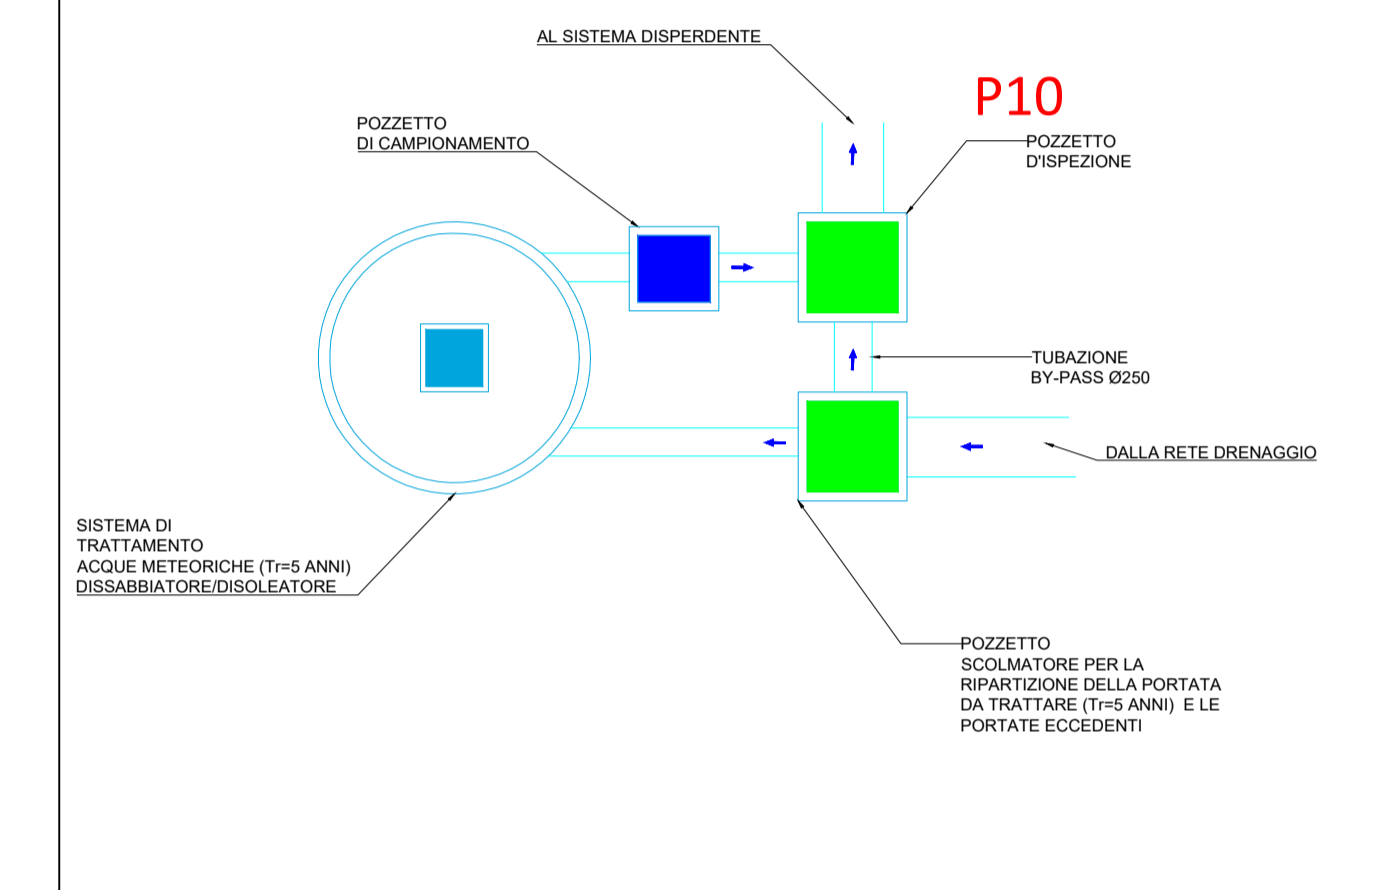 AL SISTEMA DISPERDENTE
P10
POZZETTO
DI CAMPIONAMENTO
POZZETTO
D'ISPEZIONE
TUBAZIONE
BY-PASS Ø250
DALLA RETE DRENAGGIO
SISTEMA DI
TRATTAMENTO
ACQUE METEORICHE (Tr=5 ANNI)
DISSABBIATORE/DISOLEATORE
POZZETTO
SCOLMATORE PER LA
RIPARTIZIONE DELLA PORTATA
DA TRATTARE (Tr=5 ANNI) E LE
PORTATE ECCEDENTI